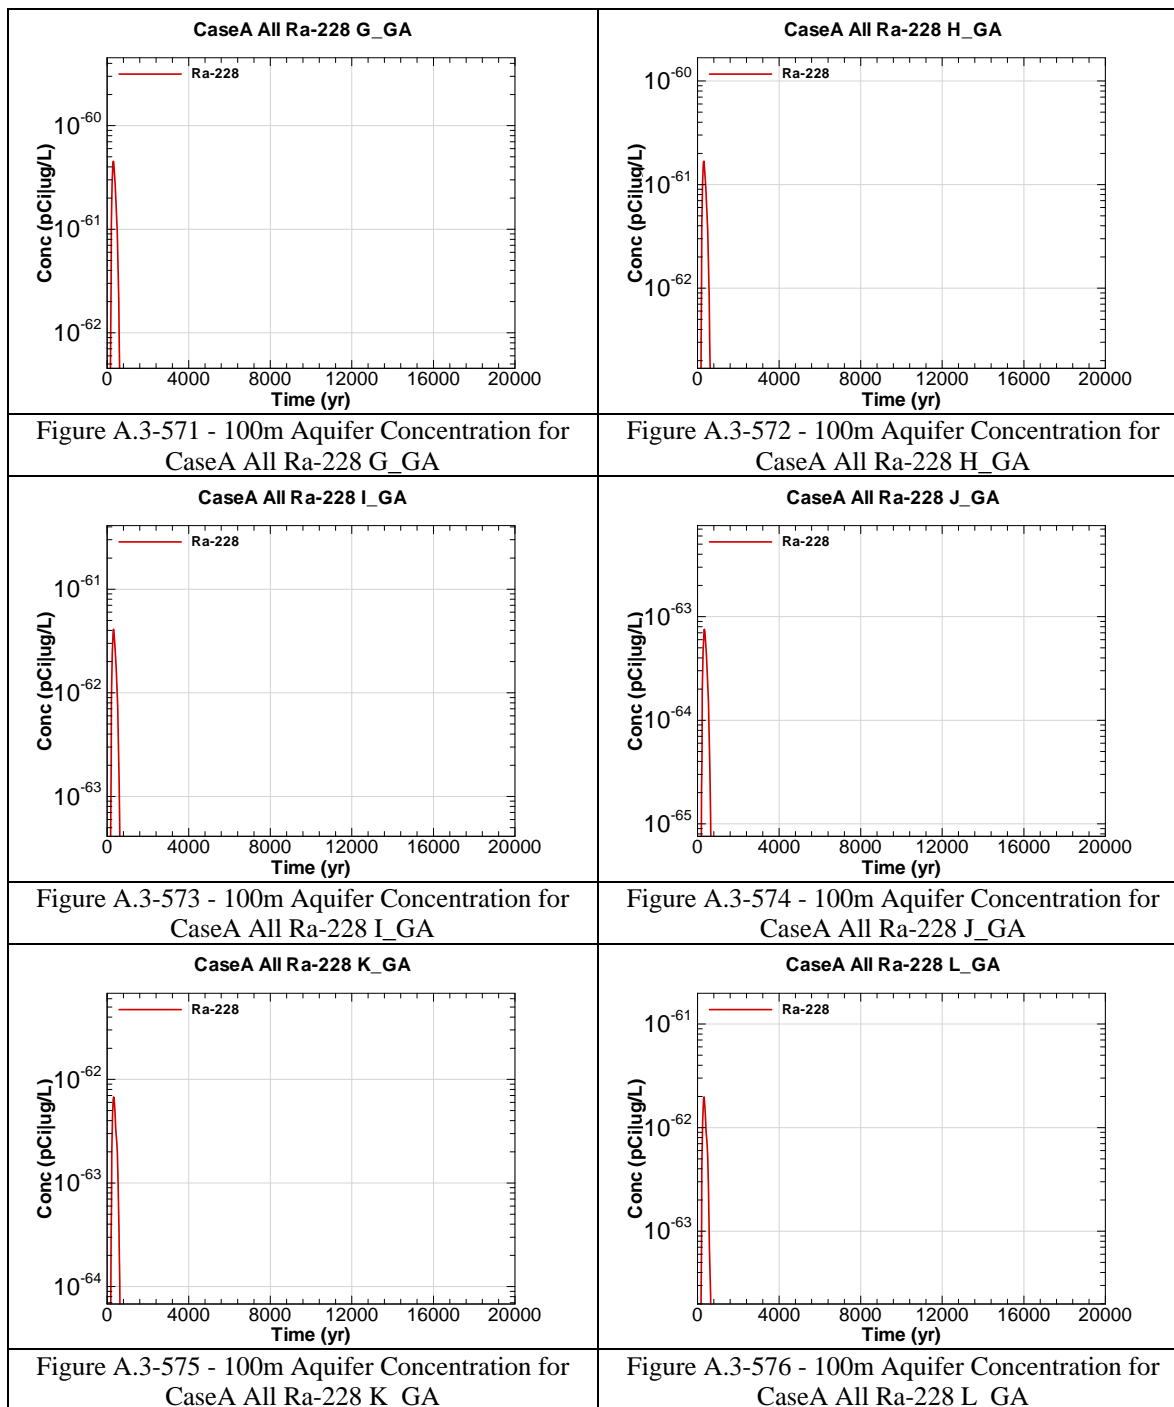 CaseA All Ra-228 G_GA
Ra-228
Conc (pCi|ug/L)
10-60
10-61
10-62
0 4000 8000 12000 16000 20000
Time (yr)
Figure A.3-571 - 100m Aquifer Concentration for
CaseA All Ra-228 G_GA
CaseA All Ra-228 H_GA
Ra-228
Conc (pCi|ug/L)
10-60
10-61
10-62
0 4000 8000 12000 16000 20000
Time (yr)
Figure A.3-572 - 100m Aquifer Concentration for
CaseA All Ra-228 H_GA
CaseA All Ra-228 I_GA
Ra-228
Conc (pCi|ug/L)
10-61
10-62
10-63
0 4000 8000 12000 16000 20000
Time (yr)
Figure A.3-573 - 100m Aquifer Concentration for
CaseA All Ra-228 I_GA
CaseA All Ra-228 J_GA
Ra-228
Conc (pCi|ug/L)
10-63
10-64
10-65
0 4000 8000 12000 16000 20000
Time (yr)
Figure A.3-574 - 100m Aquifer Concentration for
CaseA All Ra-228 J_GA
CaseA All Ra-228 K_GA
Ra-228
Conc (pCi|ug/L)
10-62
10-63
10-64
0 4000 8000 12000 16000 20000
Time (yr)
Figure A.3-575 - 100m Aquifer Concentration for
CaseA All Ra-228 K_GA
CaseA All Ra-228 L_GA
Ra-228
Conc (pCi|ug/L)
10-61
10-62
10-63
0 4000 8000 12000 16000 20000
Time (yr)
Figure A.3-576 - 100m Aquifer Concentration for
CaseA All Ra-228 L_GA